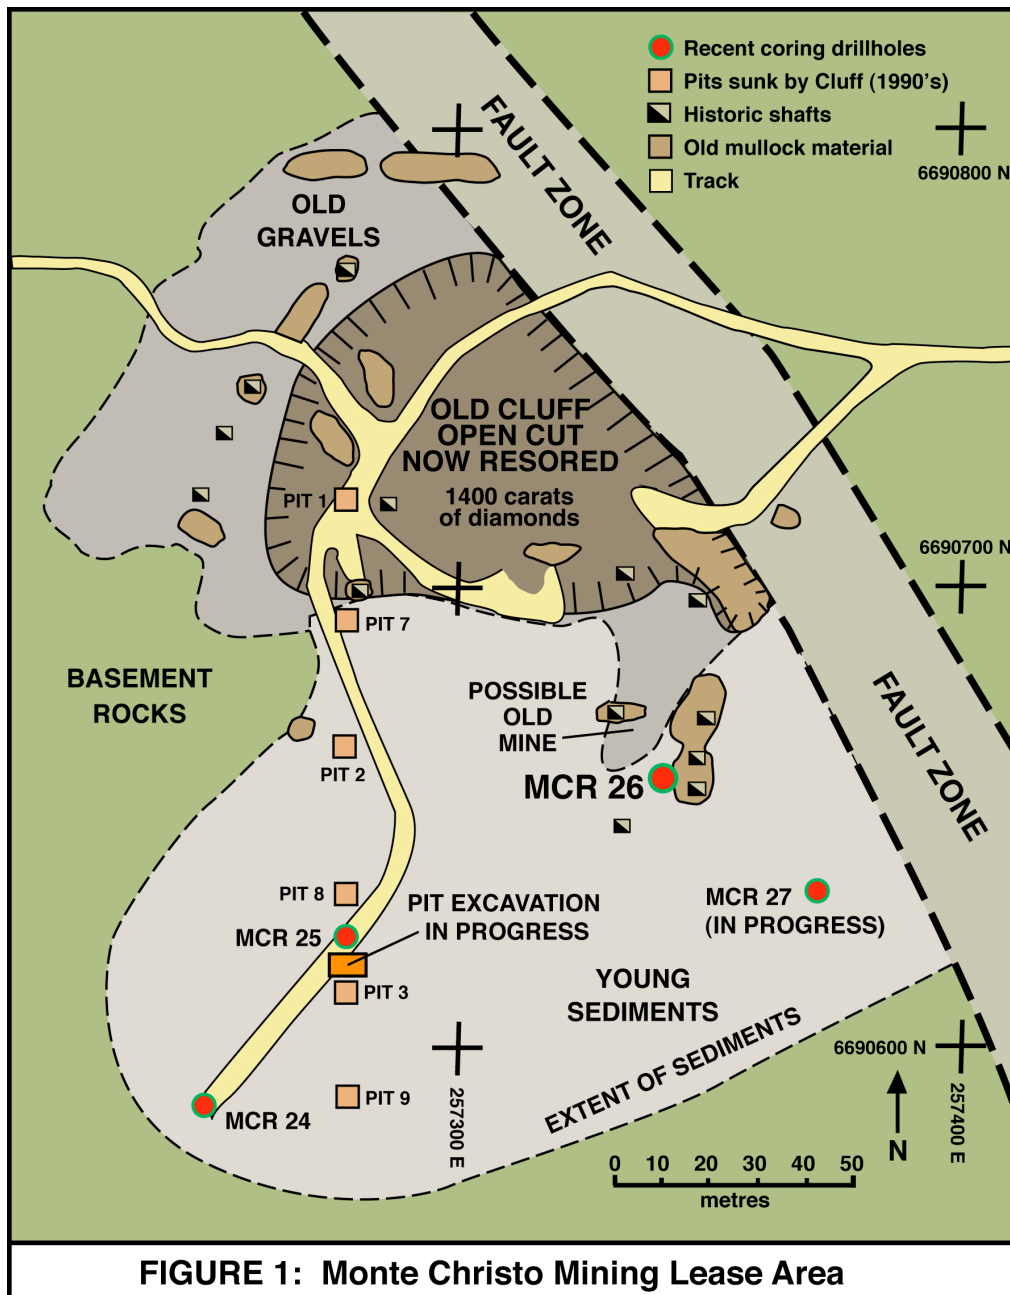 Recent coring drillholes
Pits sunk by Cluff (1990's)
Historic shafts
Old mullock material
Track
6690800 N
FAULT ZONE
OLD
GRAVELS
OLD CLUFF
OPEN CUT
NOW RESORED
1400 carats
of diamonds
PIT 1
6690700 N
PIT 7
BASEMENT
ROCKS
POSSIBLE
OLD
MINE
FAULT ZONE
PIT 2
MCR 26
PIT 8
PIT EXCAVATION
IN PROGRESS
MCR 27
(IN PROGRESS)
MCR 25
PIT 3
YOUNG
SEDIMENTS
EXTENT OF SEDIMENTS
6690600 N
PIT 9
MCR 24
257300 E
257400 E
N
0 10 20 30 40 50
metres
FIGURE 1: Monte Christo Mining Lease Area